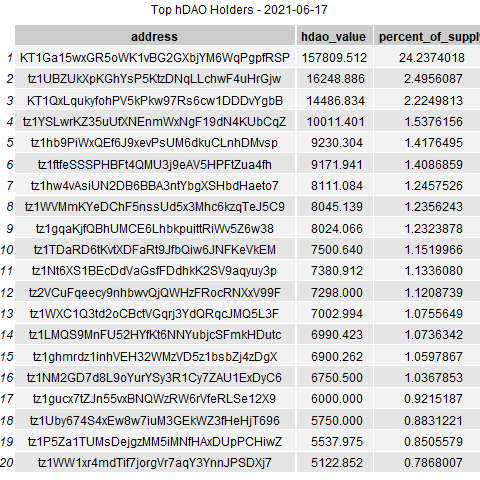 Top hDAO Holders - 2021-06-17
address hdao_value percent_of_supply
1 KT1Ga15wxGR5oWK1vBG2GXbjYM6WqPgpfRSP 157809.512 24.2374018
2 tz1UBZUkXpKGhYsP5KtzDNqLLchwF4uHrGjw 16248.886 2.4956087
3 KT1QxLqukyfohPV5kPkw97Rs6cw1DDDvYgbB 14486.834 2.2249813
4 tz1YSLwrKZ35uUfXNEnmWxNgF19dN4KUbCqZ 10011.401 1.5376156
5 tz1hb9PiWxQEf6J9xevPsUM6dkuCLnhDMvsp 9230.304 1.4176495
6 tz1ftfeSSSPHBFt4QMU3j9eAV5HPFtZua4fh 9171.941 1.4086859
7 tz1hw4vAsiUN2DB6BBA3ntYbgXSHbdHaeto7 8111.084 1.2457526
8 tz1WVMmKYeDChF5nssUd5x3Mhc6kzqTeJ5C9 8045.139 1.2356243
9 tz1gqaKjfQBhUMCE6LhbkpuittRiWv5Z6w38 8024.066 1.2323878
10 tz1TDaRD6tKvtXDFaRt9JfbQiw6JNFKeVkEM 7500.640 1.1519966
11 tz1Nt6XS1BEcDdVaGsfFDdhkK2SV9aqyuy3p 7380.912 1.1336080
12 tz2VCuFqeecy9nhbwvQjQWHzFRocRNXxV99F 7298.000 1.1208739
13 tz1WXC1Q3td2oCBctVGqrj3YdQRqcJMQ5L3F 7002.994 1.0755649
14 tz1LMQS9MnFU52HYfKt6NNYubjcSFmkHDutc 6990.423 1.0736342
15 tz1ghmrdz1inhVEH32WMzVD5z1bsbZj4zDgX 6900.262 1.0597867
16 tz1NM2GD7d8L9oYurYSy3R1Cy7ZAU1ExDyC6 6750.500 1.0367853
17 tz1gucx7tZJn55vxBNQWzRW6rVfeRLSe12X9 6000.000 0.9215187
18 tz1Uby674S4xEw8w7iuM3GEkWZ3fHeHjT696 5750.000 0.8831221
19 tz1P5Za1TUMsDejgzMM5iMNfHAxDUpPCHiwZ 5537.975 0.8505579
20 tz1WW1xr4mdTif7jorgVr7aqY3YnnJPSDXj7 5122.852 0.7868007